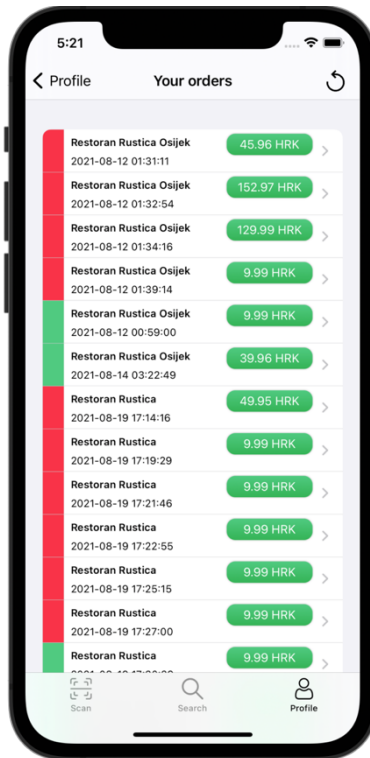 5:21
Profile
Your orders
Restoran Rustica Osijek
45.96 HRK
2021-08-12 01:31:11
Restoran Rustica Osijek
152.97 HRK
2021-08-12 01:32:54
Restoran Rustica Osijek
129.99 HRK
2021-08-12 01:34:16
Restoran Rustica Osijek
9.99 HRK
2021-08-12 01:39:14
Restoran Rustica Osijek
9.99 HRK
2021-08-12 00:59:00
Restoran Rustica Osijek
39.96 HRK
2021-08-14 03:22:49
Restoran Rustica
49.95 HRK
2021-08-19 17:14:16
Restoran Rustica
9.99 HRK
2021-08-19 17:19:29
Restoran Rustica
9.99 HRK
2021-08-19 17:21:46
Restoran Rustica
9.99 HRK
2021-08-19 17:22:55
Restoran Rustica
9.99 HRK
2021-08-19 17:25:15
Restoran Rustica
9.99 HRK
2021-08-19 17:27:00
Restoran Rustica
9.99 HRK
Scan
Search
Profile